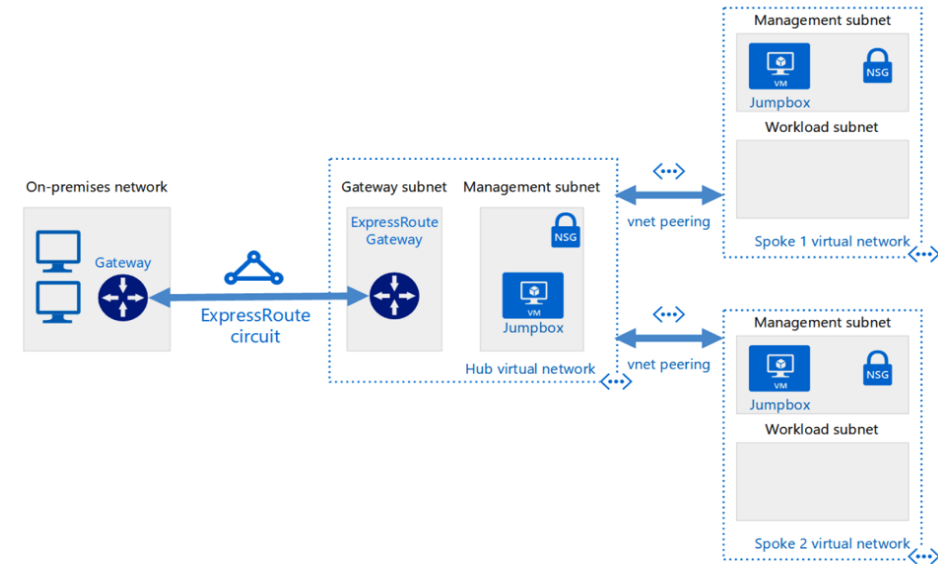 On-premises network
Gateway
ExpressRoute
circuit
Gateway subnet
ExpressRoute
Gateway
Management subnet
NSG
VM
Jumpbox
Hub virtual network
vnet peering
vnet peering
Management subnet
VM
NSG
Jumpbox
Workload subnet
Spoke 1 virtual network
Management subnet
VM
NSG
Jumpbox
Workload subnet
Spoke 2 virtual network